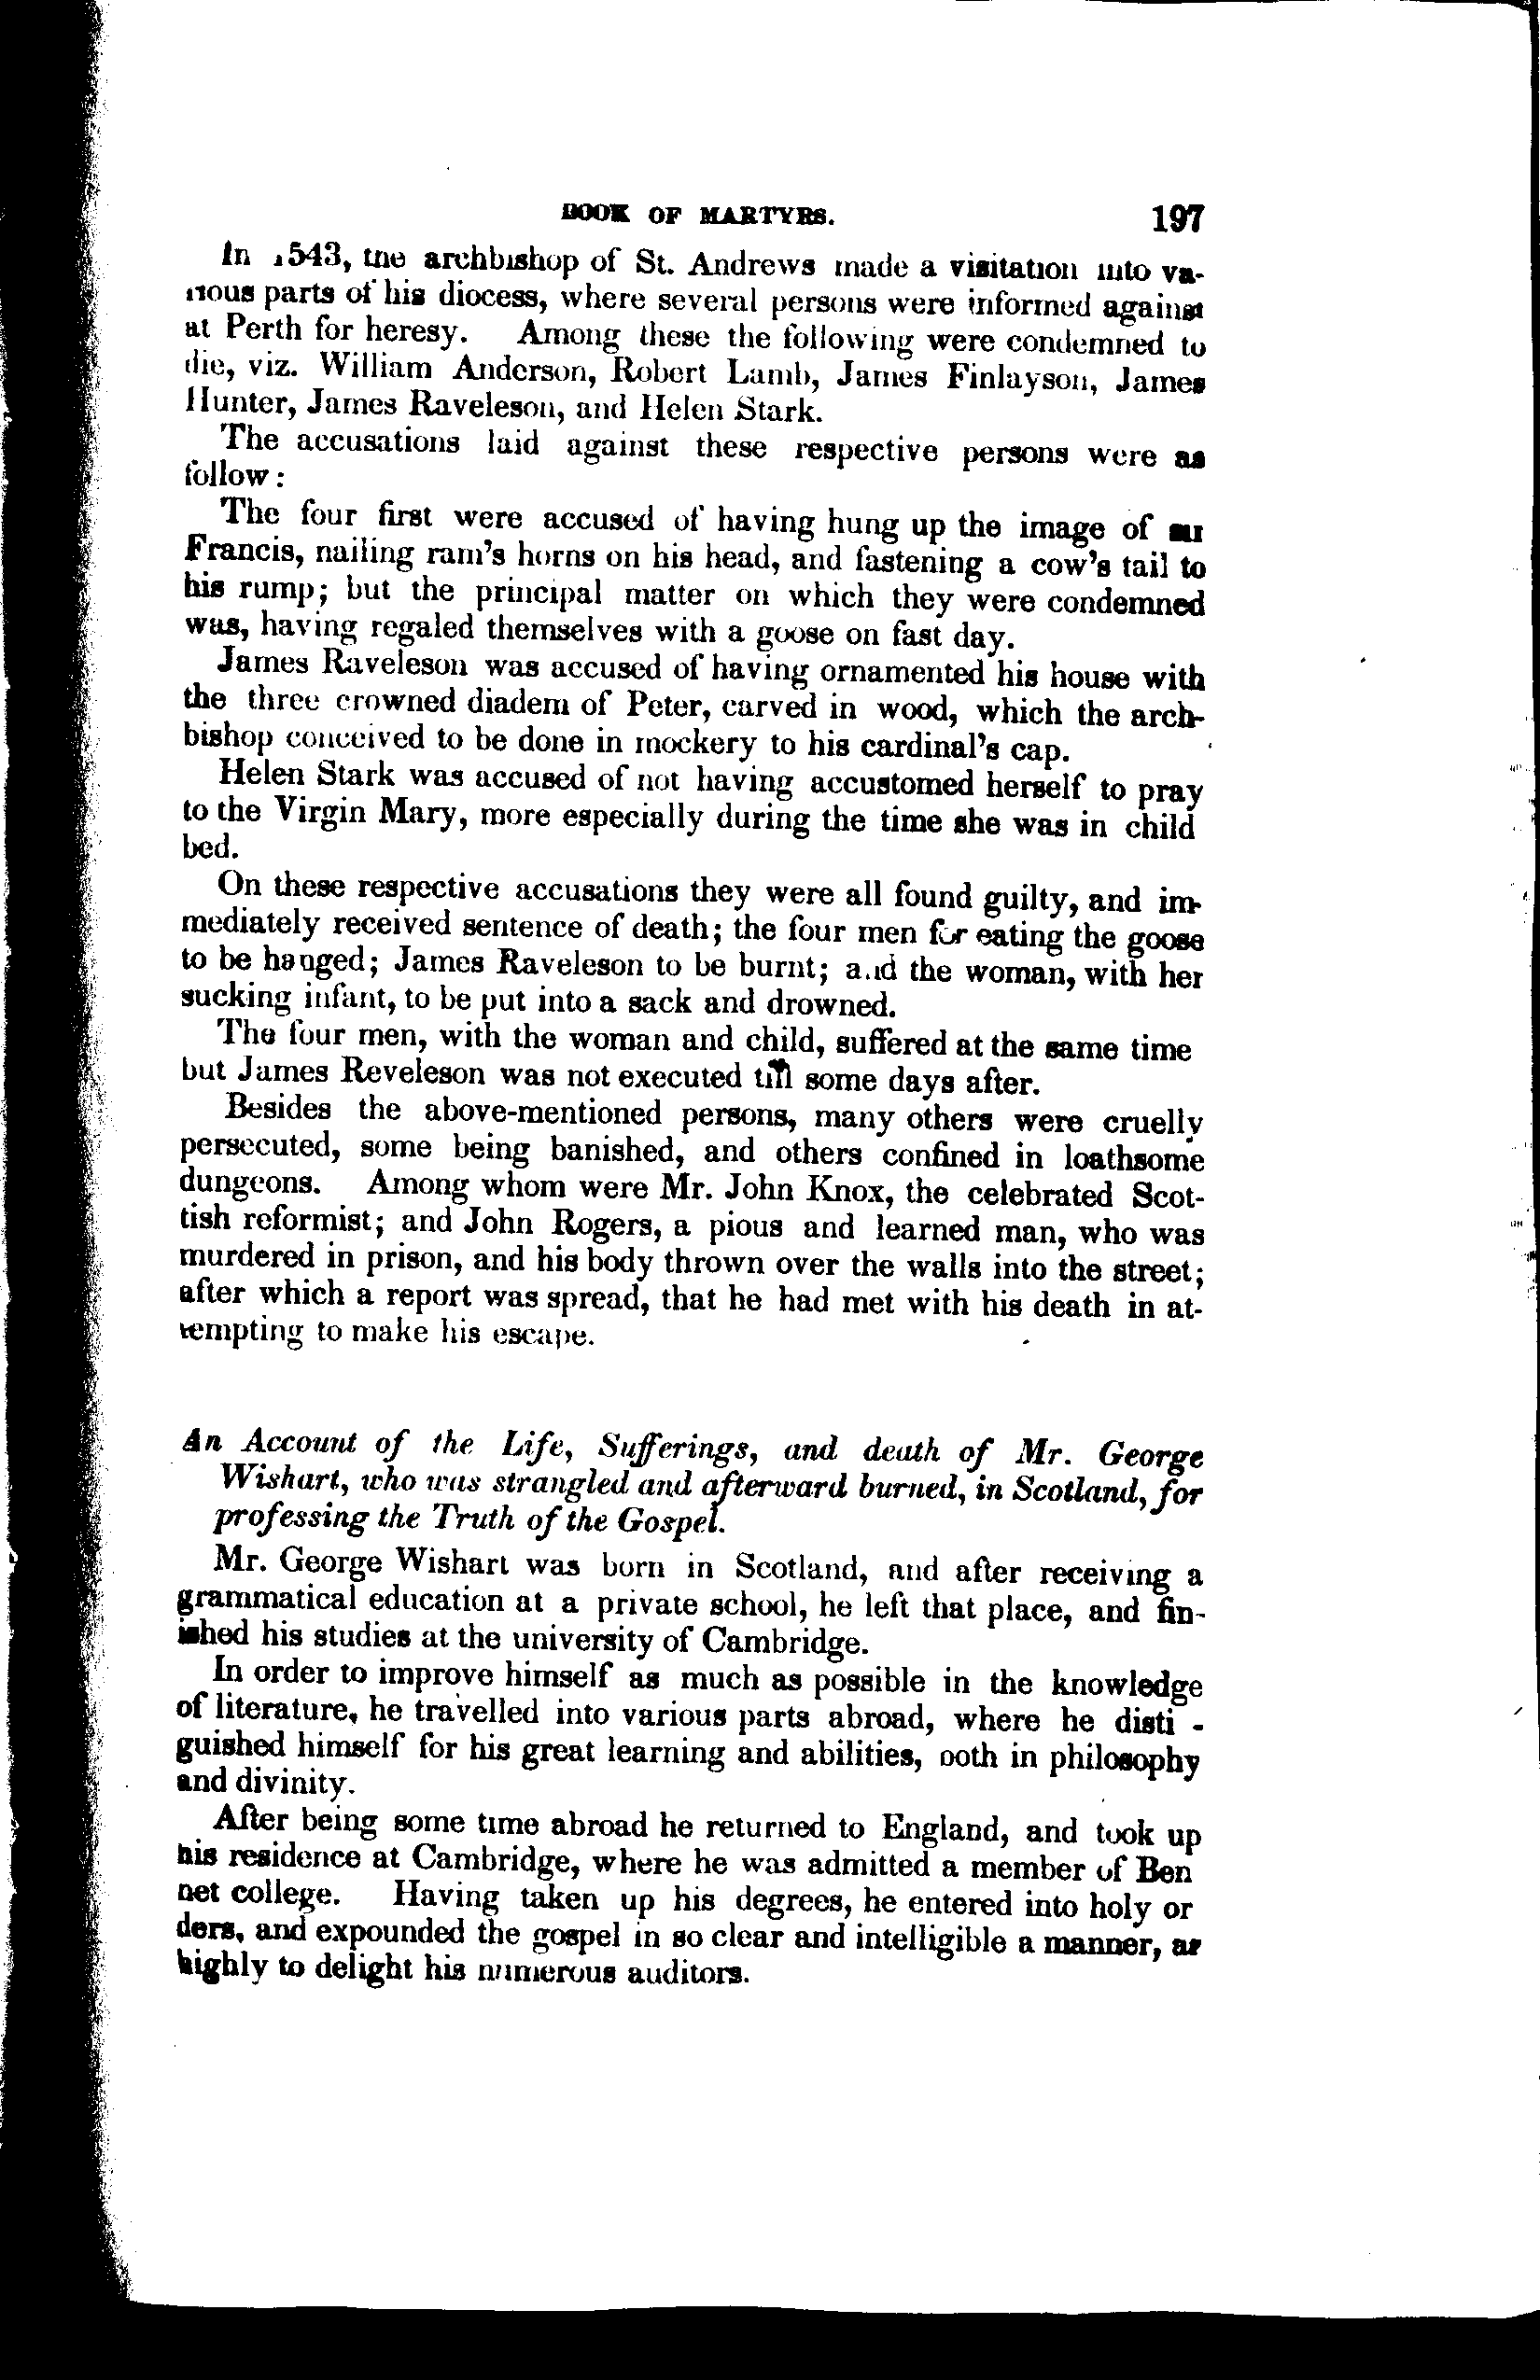 BOOK OF MARTYRS. 197
In 1543, the archbishop of St. Andrews made a visitation into va-
rious parts of his diocess, where several persons were informed against
at Perth for heresy. Among these the following were condemned to
die, viz. William Anderson, Robert Lamb, James Finlayson, James
Hunter, James Raveleson, and Helen Stark.
The accusations laid against these respective persons were as
follow:
The four first were accused of having hung up the image of
Francis, nailing ram's horns on his head, and fastening a cow's tail to
his rump; but the principal matter on which they were condemned
was, having regaled themselves with a goose on fast day.
James Raveleson was accused of having ornamented his house with
the three crowned diadem of Peter, carved in wood, which the arch-
bishop conceived to be done in mockery to his cardinal's cap.
Helen Stark was accused of not having accustomed herself to pray
to the Virgin Mary, more especially during the time she was in child
bed.
On these respective accusations they were all found guilty, and im-
mediately received sentence of death; the four men for eating the goose
to be hanged; James Raveleson to be burnt; and the woman, with her
sucking infant, to be put into a sack and drowned.
The four men, with the woman and child, suffered at the same time
but James Reveleson was not executed till some days after.
Besides the above-mentioned persons, many others were cruelly
persecuted, some being banished, and others confined in loathsome
dungeons. Among whom were Mr. John Knox, the celebrated Scot-
tish reformist; and John Rogers, a pious and learned man, who was
murdered in prison, and his body thrown over the walls into the street;
after which a report was spread, that he had met with his death in at-
tempting to make his escape.
An Account of the Life, Sufferings, and death of Mr. George
Wishart, who was strangled and afterward burned, in Scotland, for
professing the Truth of the Gospel.
Mr. George Wishart was born in Scotland, and after receiving a
grammatical education at a private school, he left that place, and fin-
ished his studies at the university of Cambridge.
In order to improve himself as much as possible in the knowledge
of literature, he travelled into various parts abroad, where he disti -
guished himself for his great learning and abilities, both in philosophy
and divinity.
After being some time abroad he returned to England, and took up
his residence at Cambridge, where he was admitted a member of Ben
net college. Having taken up his degrees, he entered into holy or
ders, and expounded the gospel in so clear and intelligible a manner, as
highly to delight his numerous auditors.